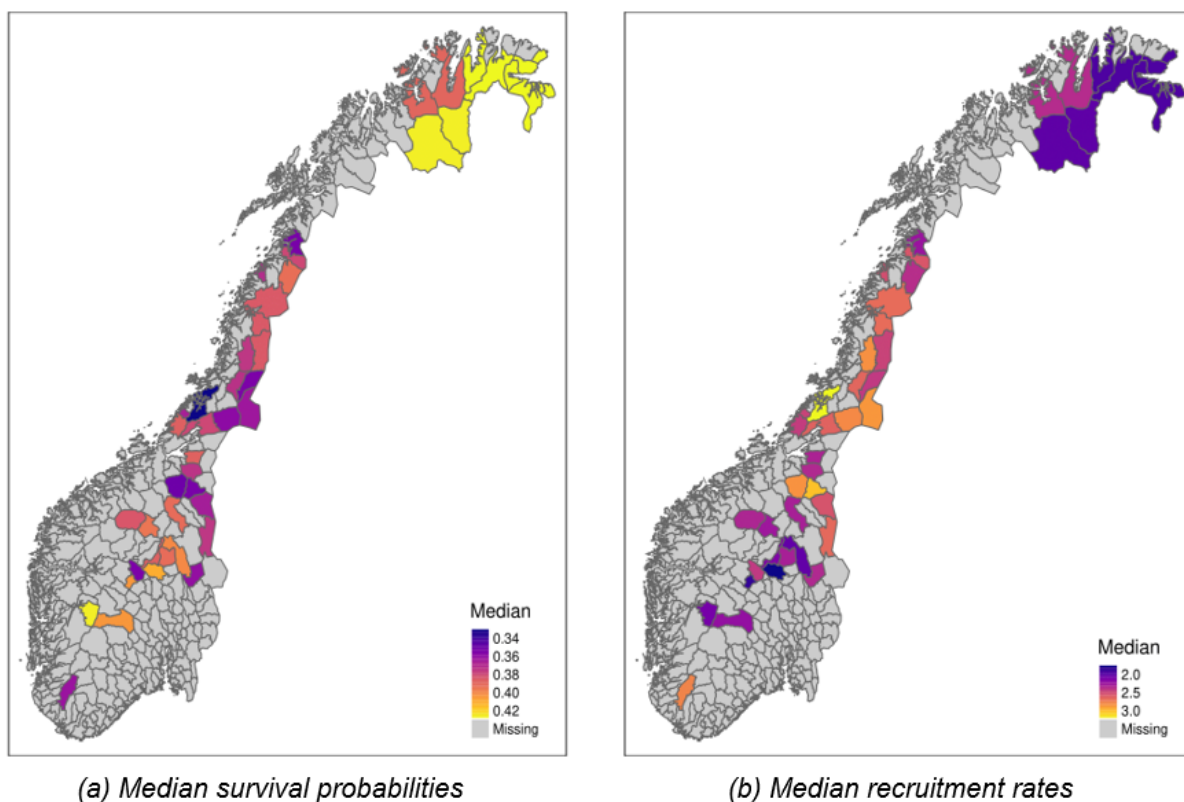 Median
0.34
0.36
0.38
0.40
0.42
Missing
Median
2.0
2.5
3.0
Missing
(a) Median survival probabilities
(b) Median recruitment rates